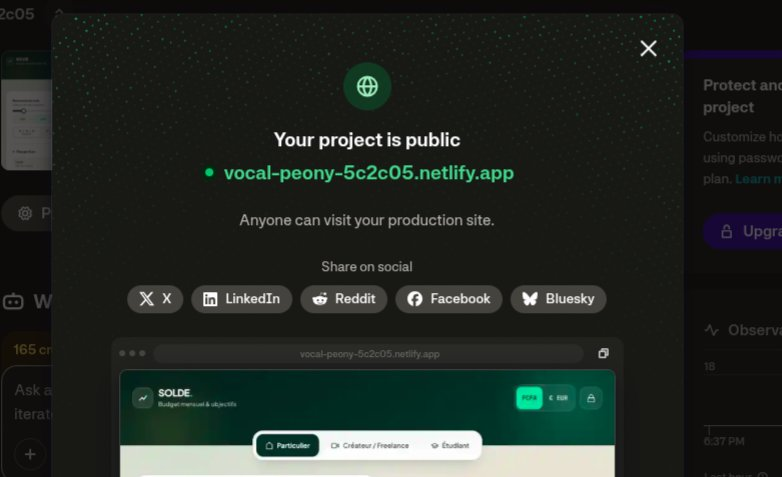 2c05
Your project is public
vocal-peony-5c2c05.netlify.app
Anyone can visit your production site.
Share on social
X
LinkedIn
Reddit
Facebook
Bluesky
vocal-peony-5c2c05.netlify.app
SOLDE.
Budget mensuel & objectifs
FCFA
€ EUR
Particulier
Créateur / Freelance
Étudiant
P
W
165 cr
Ask a
iterat
Protect and
project
Customize ho
using passwo
plan. Learn m
Upgra
Observa
18
6:37 PM